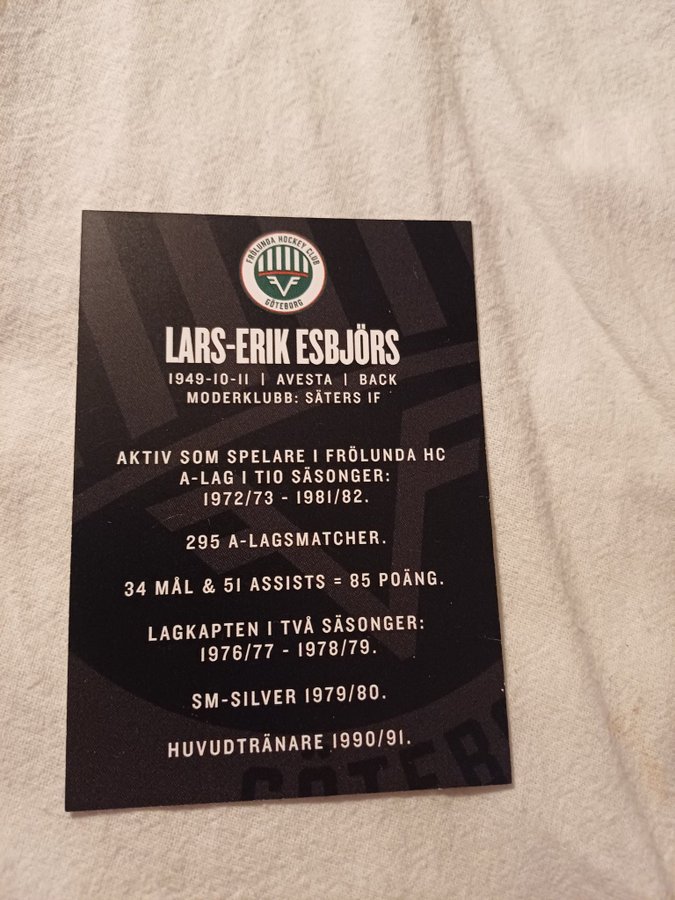 FRÖLUNDA HOCKEY CLUB
GÖTEBORG
LARS-ERIK ESBJÖRS
1949-10-11 | AVESTA | BACK
MODERKLUBB: SÄTERS IF
AKTIV SOM SPELARE I FRÖLUNDA HC
A-LAG I TIO SÄSONGER:
1972/73 - 1981/82.
295 A-LAGSMATCHER.
34 MÅL & 51 ASSISTS = 85 POÄNG.
LAGKAPTEN I TVÅ SÄSONGER:
1976/77 - 1978/79.
SM-SILVER 1979/80.
HUVUDTRÄNARE 1990/91.
GÖTEB